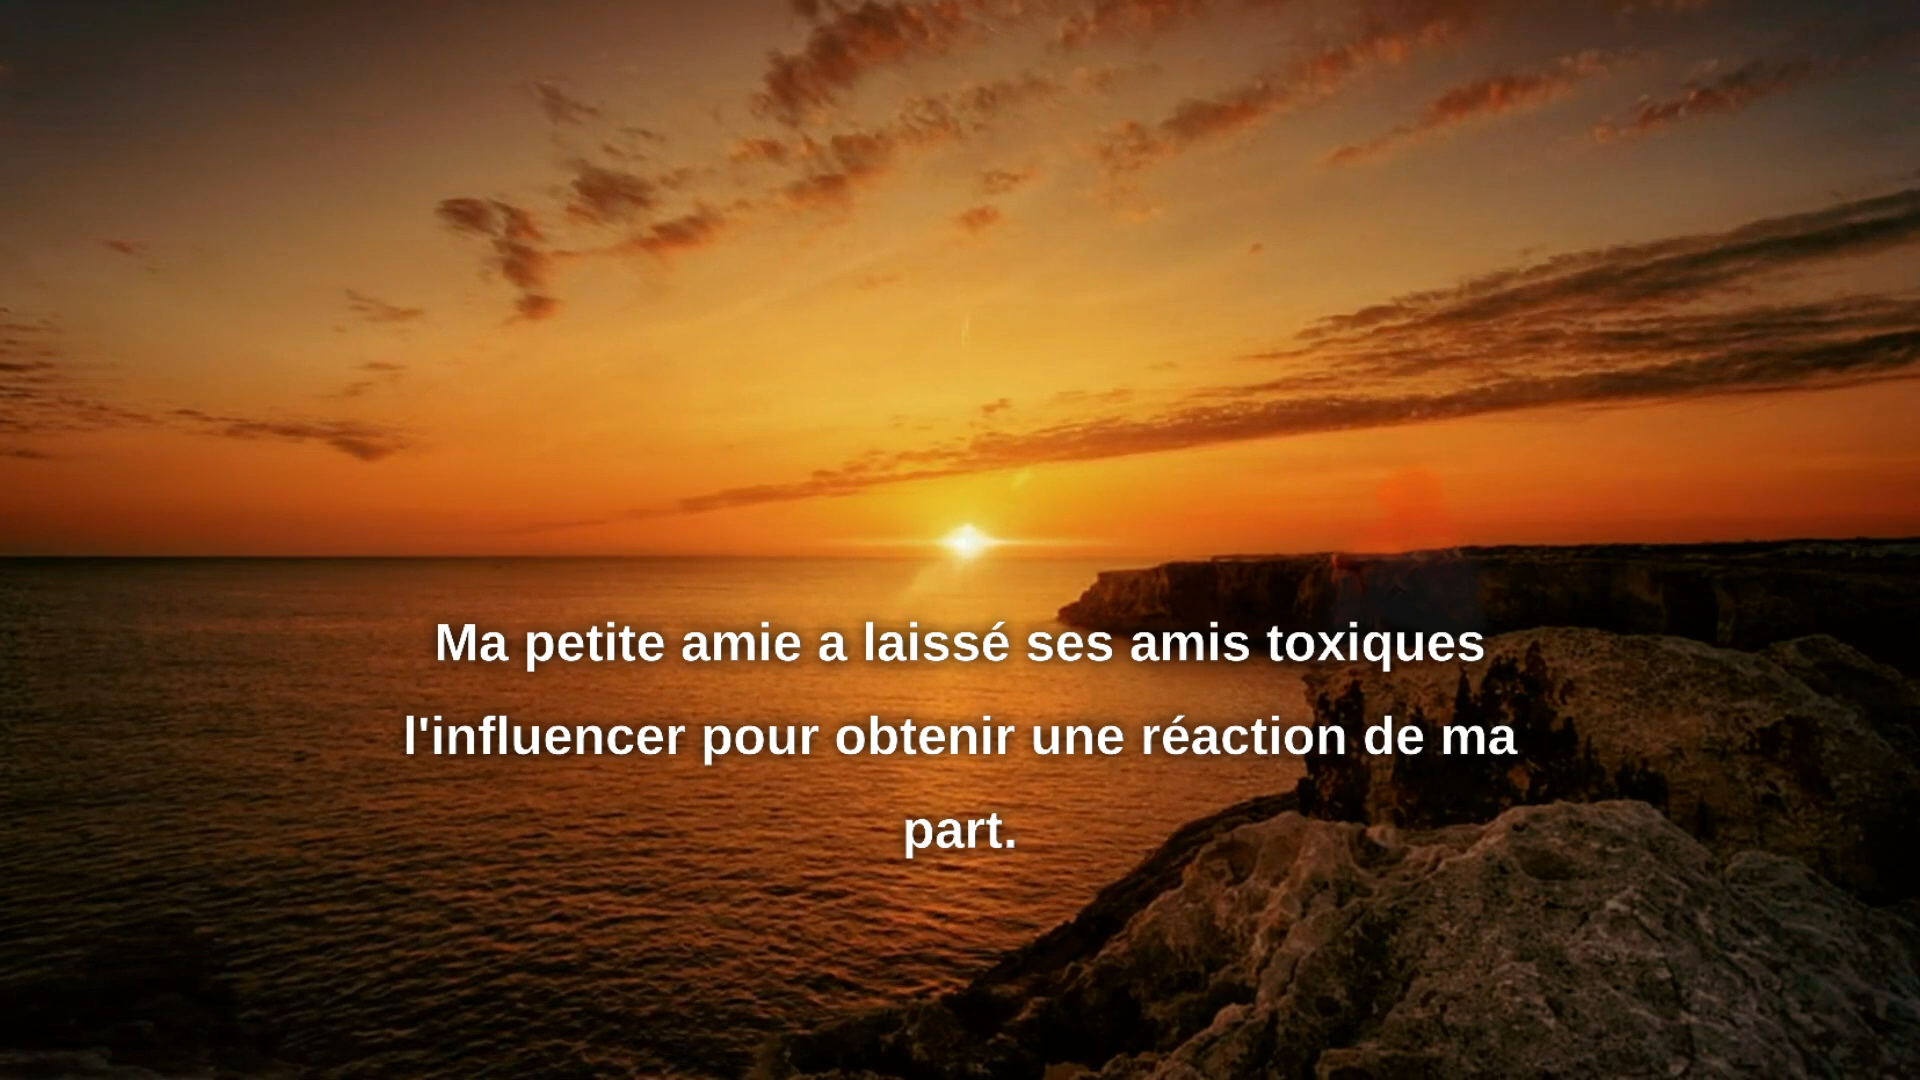 Ma petite amie a laissé ses amis toxiques
l'influencer pour obtenir une réaction de ma
part.